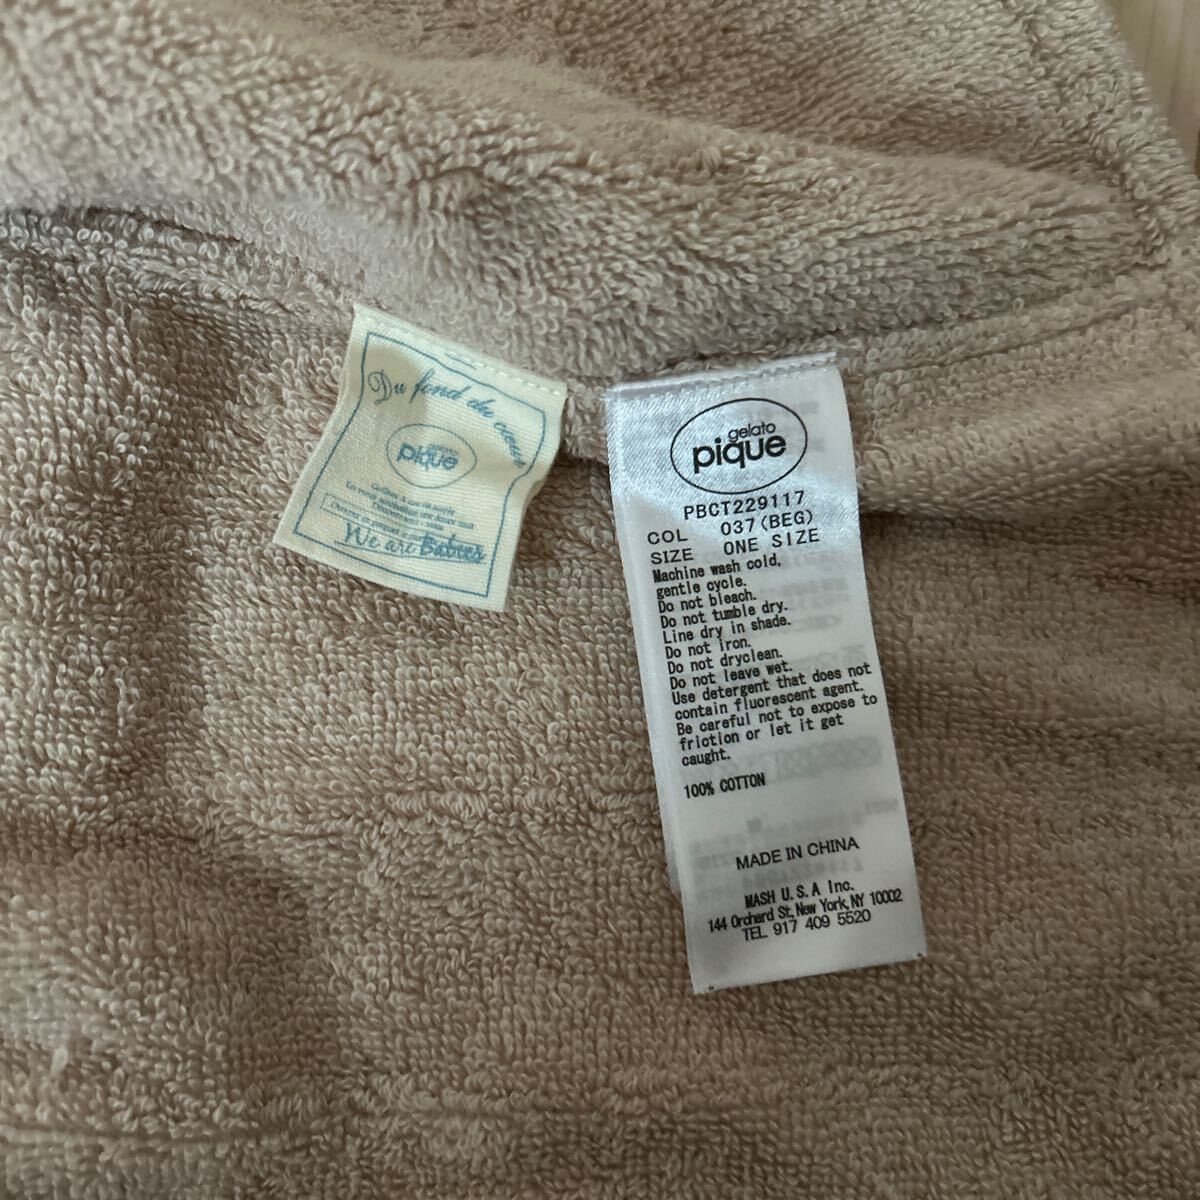 Du fond du cœur
gelato
pique
We are Babies
gelato
pique
PBCT229117
COL 037(BEG)
SIZE ONE SIZE
Machine wash cold,
gentle cycle.
Do not bleach.
Do not tumble dry.
Line dry in shade.
Do not iron.
Do not dryclean.
Do not leave wet.
Use detergent that does not
contain fluorescent agent.
Be careful not to expose to
friction or let it get
caught.
100% COTTON
MADE IN CHINA
MASH U.S.A Inc.
144 Orchard St, New York, NY 10002
TEL 917 409 5520